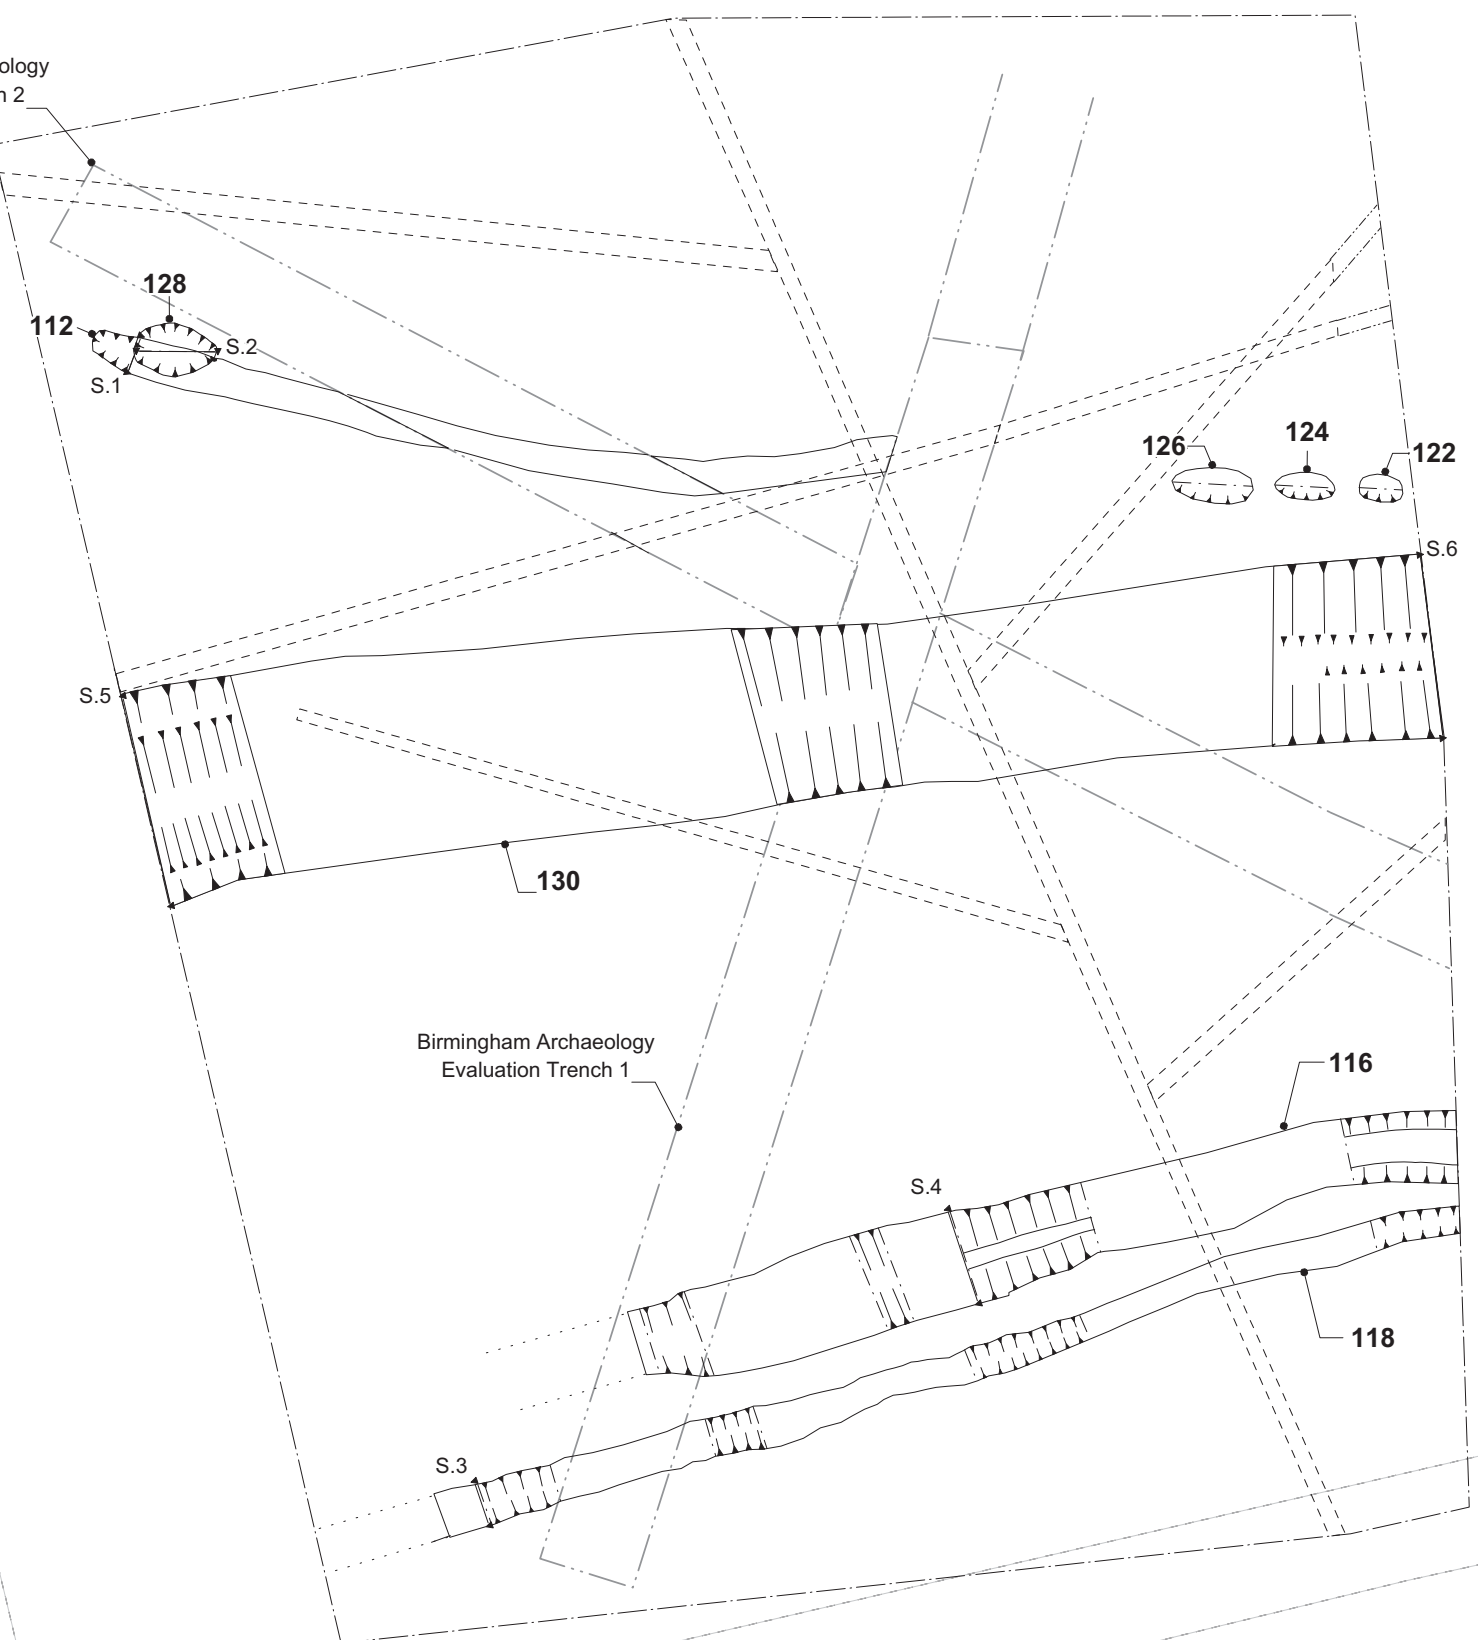 ology
n 2
128
112
S.2
S.1
126
124
122
S.6
S.5
130
Birmingham Archaeology
Evaluation Trench 1
116
S.4
118
S.3